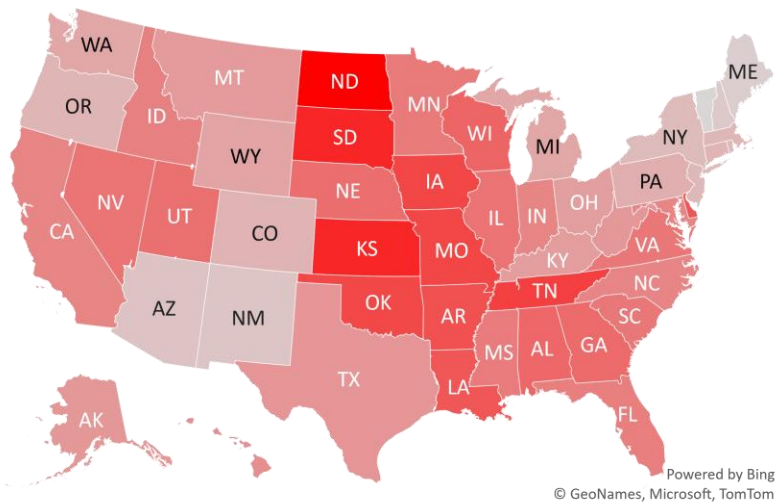 WA
MT
ND
MN
ME
OR
ID
SD
WI
NY
WY
MI
IA
PA
NE
NV
UT
CO
IL
IN
OH
CA
KS
MO
VA
KY
AZ
NM
OK
TN
NC
AR
SC
TX
MS
AL
GA
LA
AK
FL
Powered by Bing
© GeoNames, Microsoft, TomTom